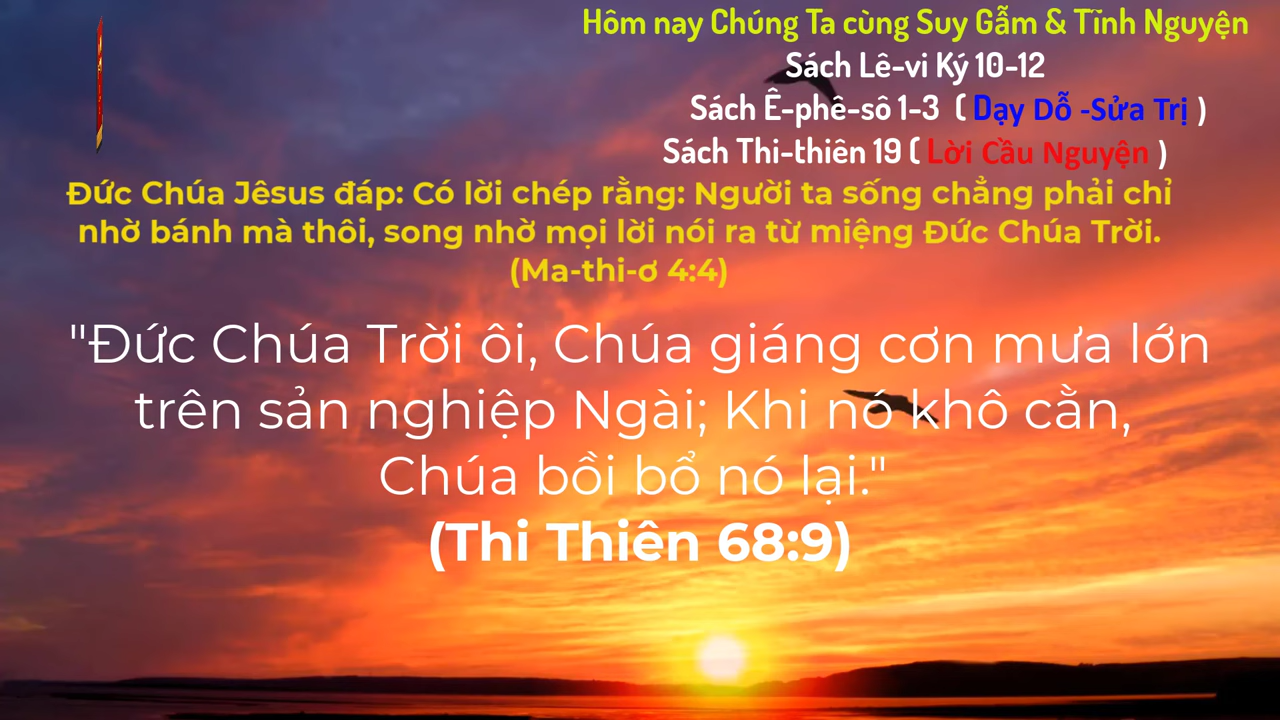 Hôm nay Chúng Ta cùng Suy Gẫm & Tĩnh Nguyện
Sách Lê-vi Ký 10-12
Sách Ê-phê-sô 1-3 ( Dạy Dỗ -Sửa Trị )
Sách Thi-thiên 19 ( Lời Cầu Nguyện )
Đức Chúa Jêsus đáp: Có lời chép rằng: Người ta sống chẳng phải chỉ
nhờ bánh mà thôi, song nhờ mọi lời nói ra từ miệng Đức Chúa Trời.
(Ma-thi-ơ 4:4)
"Đức Chúa Trời ôi, Chúa giáng cơn mưa lớn
trên sản nghiệp Ngài; Khi nó khô cằn,
Chúa bồi bổ nó lại."
(Thi Thiên 68:9)